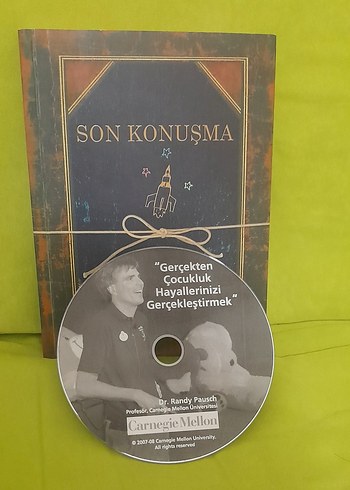 SON KONUŞMA
"Gerçekten
Çocukluk
Hayallerinizi
Gerçekleştirmek"
Dr. Randy Pausch
Profesör, Carnegie Mellon Üniversitesi
Carnegie Mellon
© 2007-08 Carnegie Mellon University,
All rights reserved